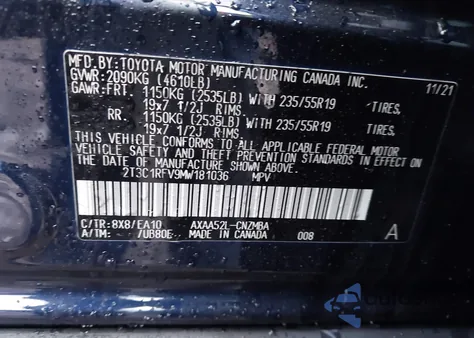 MFD.BY:TOYOTA MOTOR MANUFACTURING CANADA INC.
GVWR:2090KG (4610LB) 11/21
GAWR:FRT. 1150KG (2535LB) WITH 235/55R19 TIRES,
19x7 1/2J RIMS.
RR. 1150KG (2535LB) WITH 235/55R19 TIRES,
19x7 1/2J RIMS.
THIS VEHICLE CONFORMS TO ALL APPLICABLE FEDERAL MOTOR
VEHICLE SAFETY STANDARDS IN EFFECT ON THE DATE OF
MANUFACTURE SHOWN ABOVE.
2T3C1RFV9MW181036 MPV
C/TR:8X8/EA10 AXAA52L-CNZMBA
A/TM: -/UB80E MADE IN CANADA 008 A